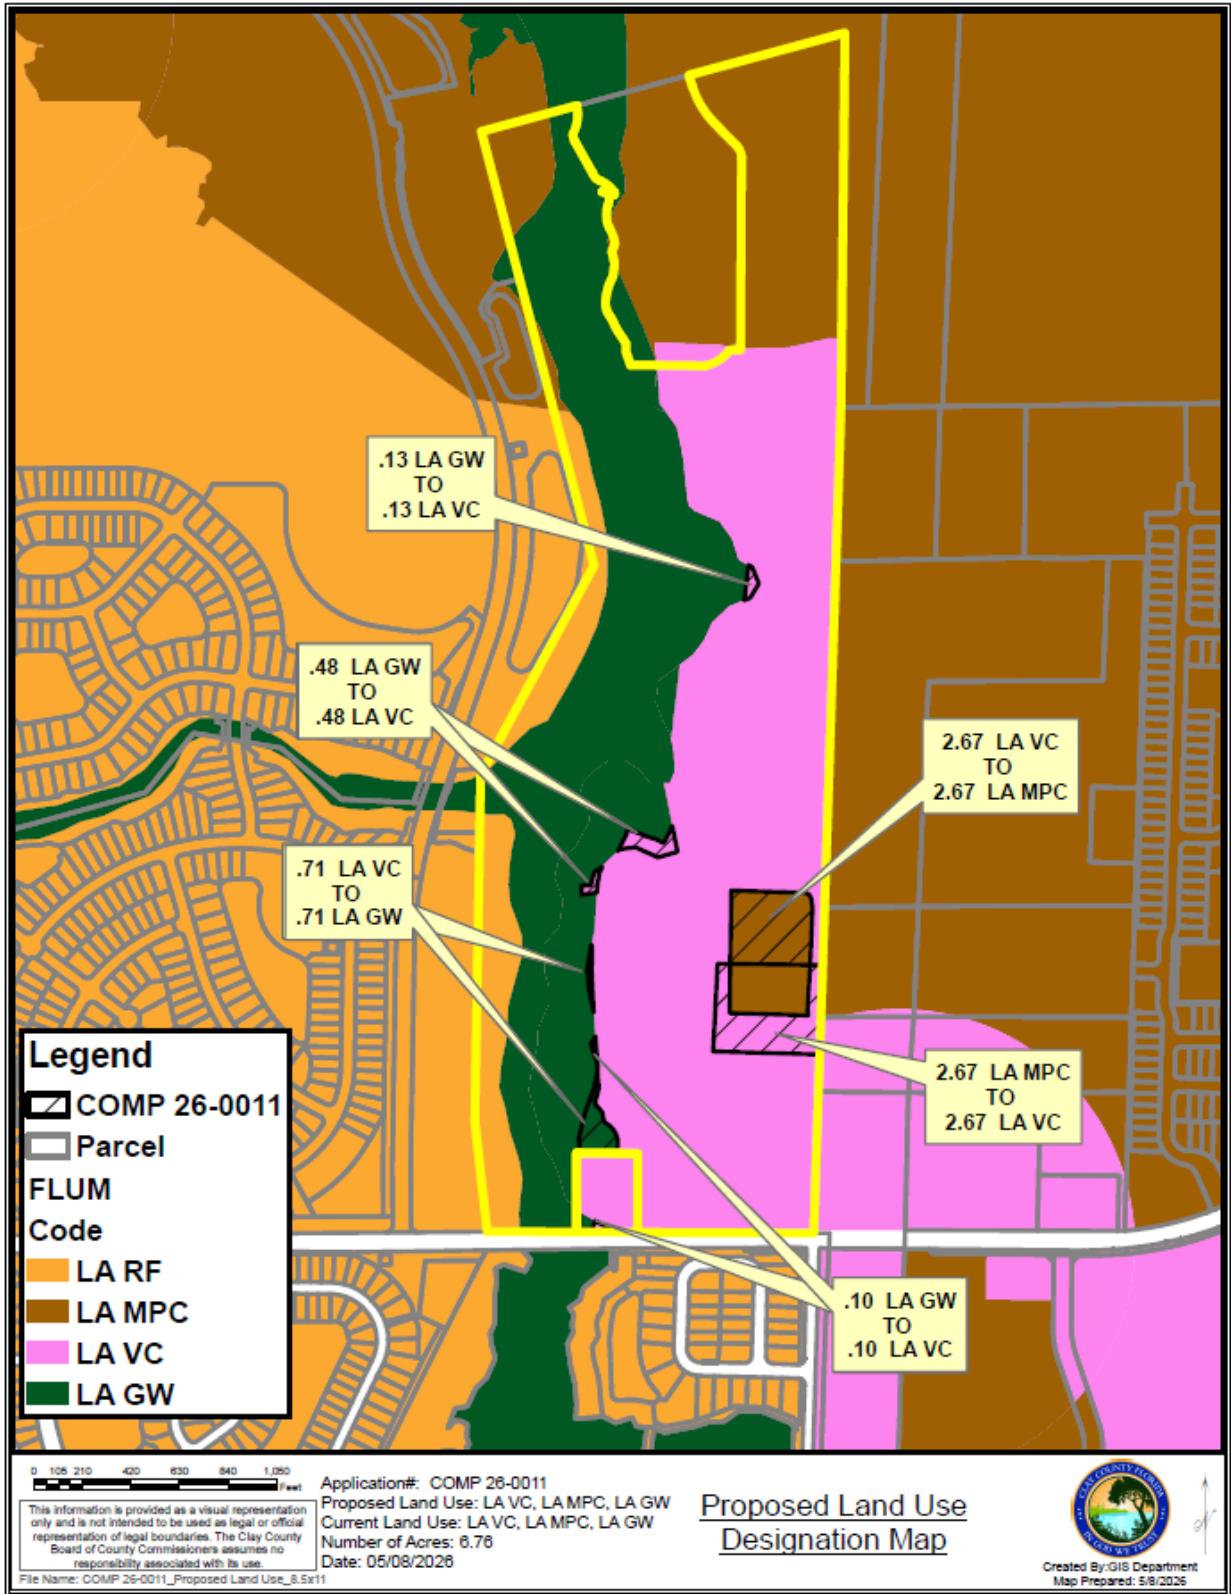 .13 LA GW
TO
.13 LA VC
.48 LA GW
TO
.48 LA VC
2.67 LA VC
TO
2.67 LA MPC
.71 LA VC
TO
.71 LA GW
2.67 LA MPC
TO
2.67 LA VC
.10 LA GW
TO
.10 LA VC
Legend
COMP 26-0011
Parcel
FLUM
Code
LA RF
LA MPC
LA VC
LA GW
0 105 210 420 630 840 1,050
Feet
This information is provided as a visual representation
only and is not intended to be used as legal or official
representation of legal boundaries. The Clay County
Board of County Commissioners assumes no
responsibility associated with its use.
File Name: COMP 26-0011_Proposed Land Use_8.5x11
Application#: COMP 26-0011
Proposed Land Use: LA VC, LA MPC, LA GW
Current Land Use: LA VC, LA MPC, LA GW
Number of Acres: 6.76
Date: 05/08/2026
Proposed Land Use
Designation Map
CLAY COUNTY FLORIDA
IN GOD WE TRUST
Created By:GIS Department
Map Prepared: 5/8/2026